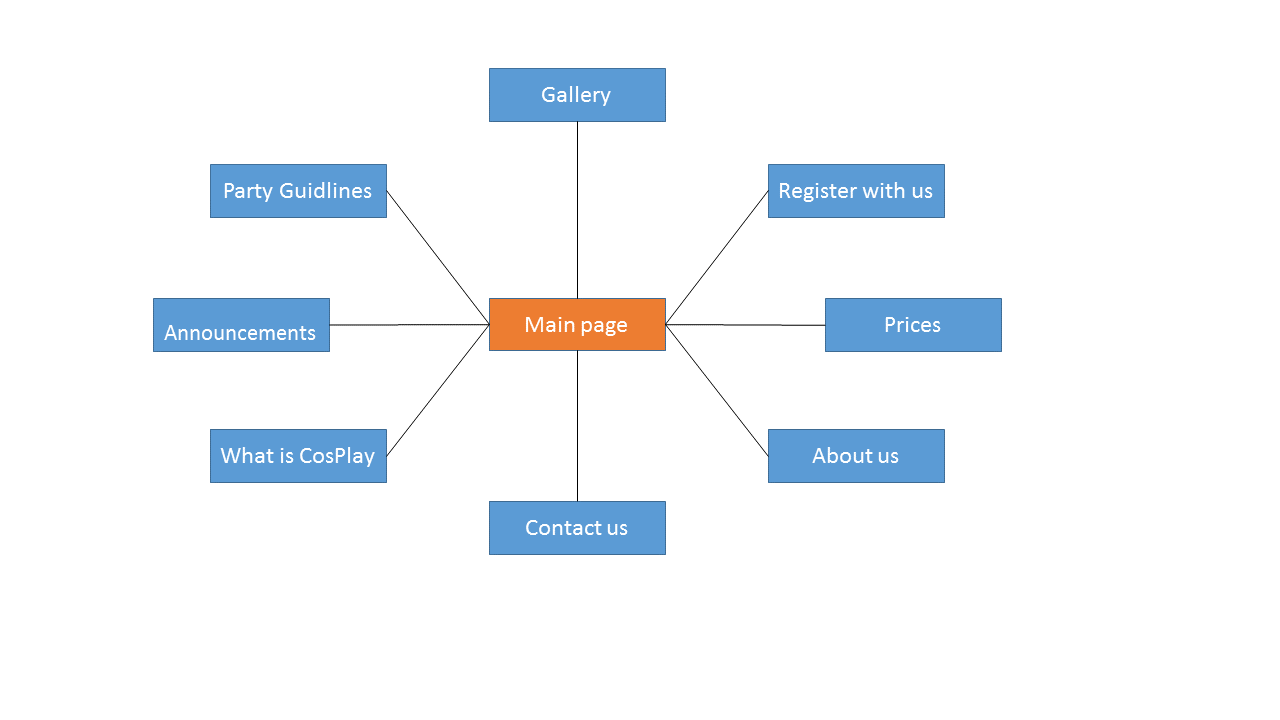 Gallery
Party Guidlines
Register with us
Announcements
Main page
Prices
What is CosPlay
About us
Contact us